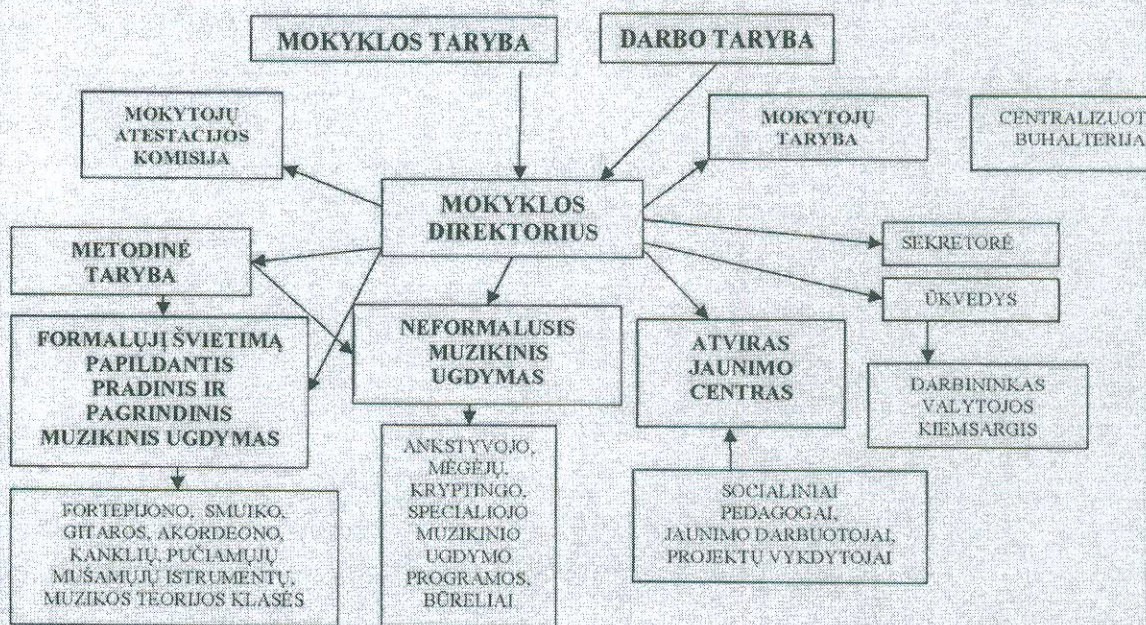 MOKYKLOS TARYBA
DARBO TARYBA
MOKYTOJŲ
ATESTACIJOS
KOMISIJA
MOKYTOJŲ
TARYBA
CENTRALIZUOT
BUHALTERIJA
MOKYKLOS
DIREKTORIUS
METODINĖ
TARYBA
SEKRETORĖ
ŪKVEDYS
FORMALŲJĮ ŠVIETIMĄ
PAPILDANTIS
PRADINIS IR
PAGRINDINIS
MUZIKINIS UGDYMAS
NEFORMALUSIS
MUZIKINIS
UGDYMAS
ATVIRAS
JAUNIMO
CENTRAS
DARBININKAS
VALYTOJOS
KIEMSARGIS
FORTEPIJONO, SMUIKO,
GITAROS, AKORDEONO,
KANKLIŲ, PUČIAMŲJŲ
MUŠAMŲJŲ ISTRUMENTŲ,
MUZIKOS TEORIJOS KLASĖS
ANKSTYVOJO,
MĖGĖJŲ,
KRYPTINGO,
SPECIALIOJO
MUZIKINIO
UGDYMO
PROGRAMOS,
BŪRELIAI
SOCIALINIAI
PEDAGOGAI,
JAUNIMO DARBUOTOJAI,
PROJEKTŲ VYKDYTOJAI